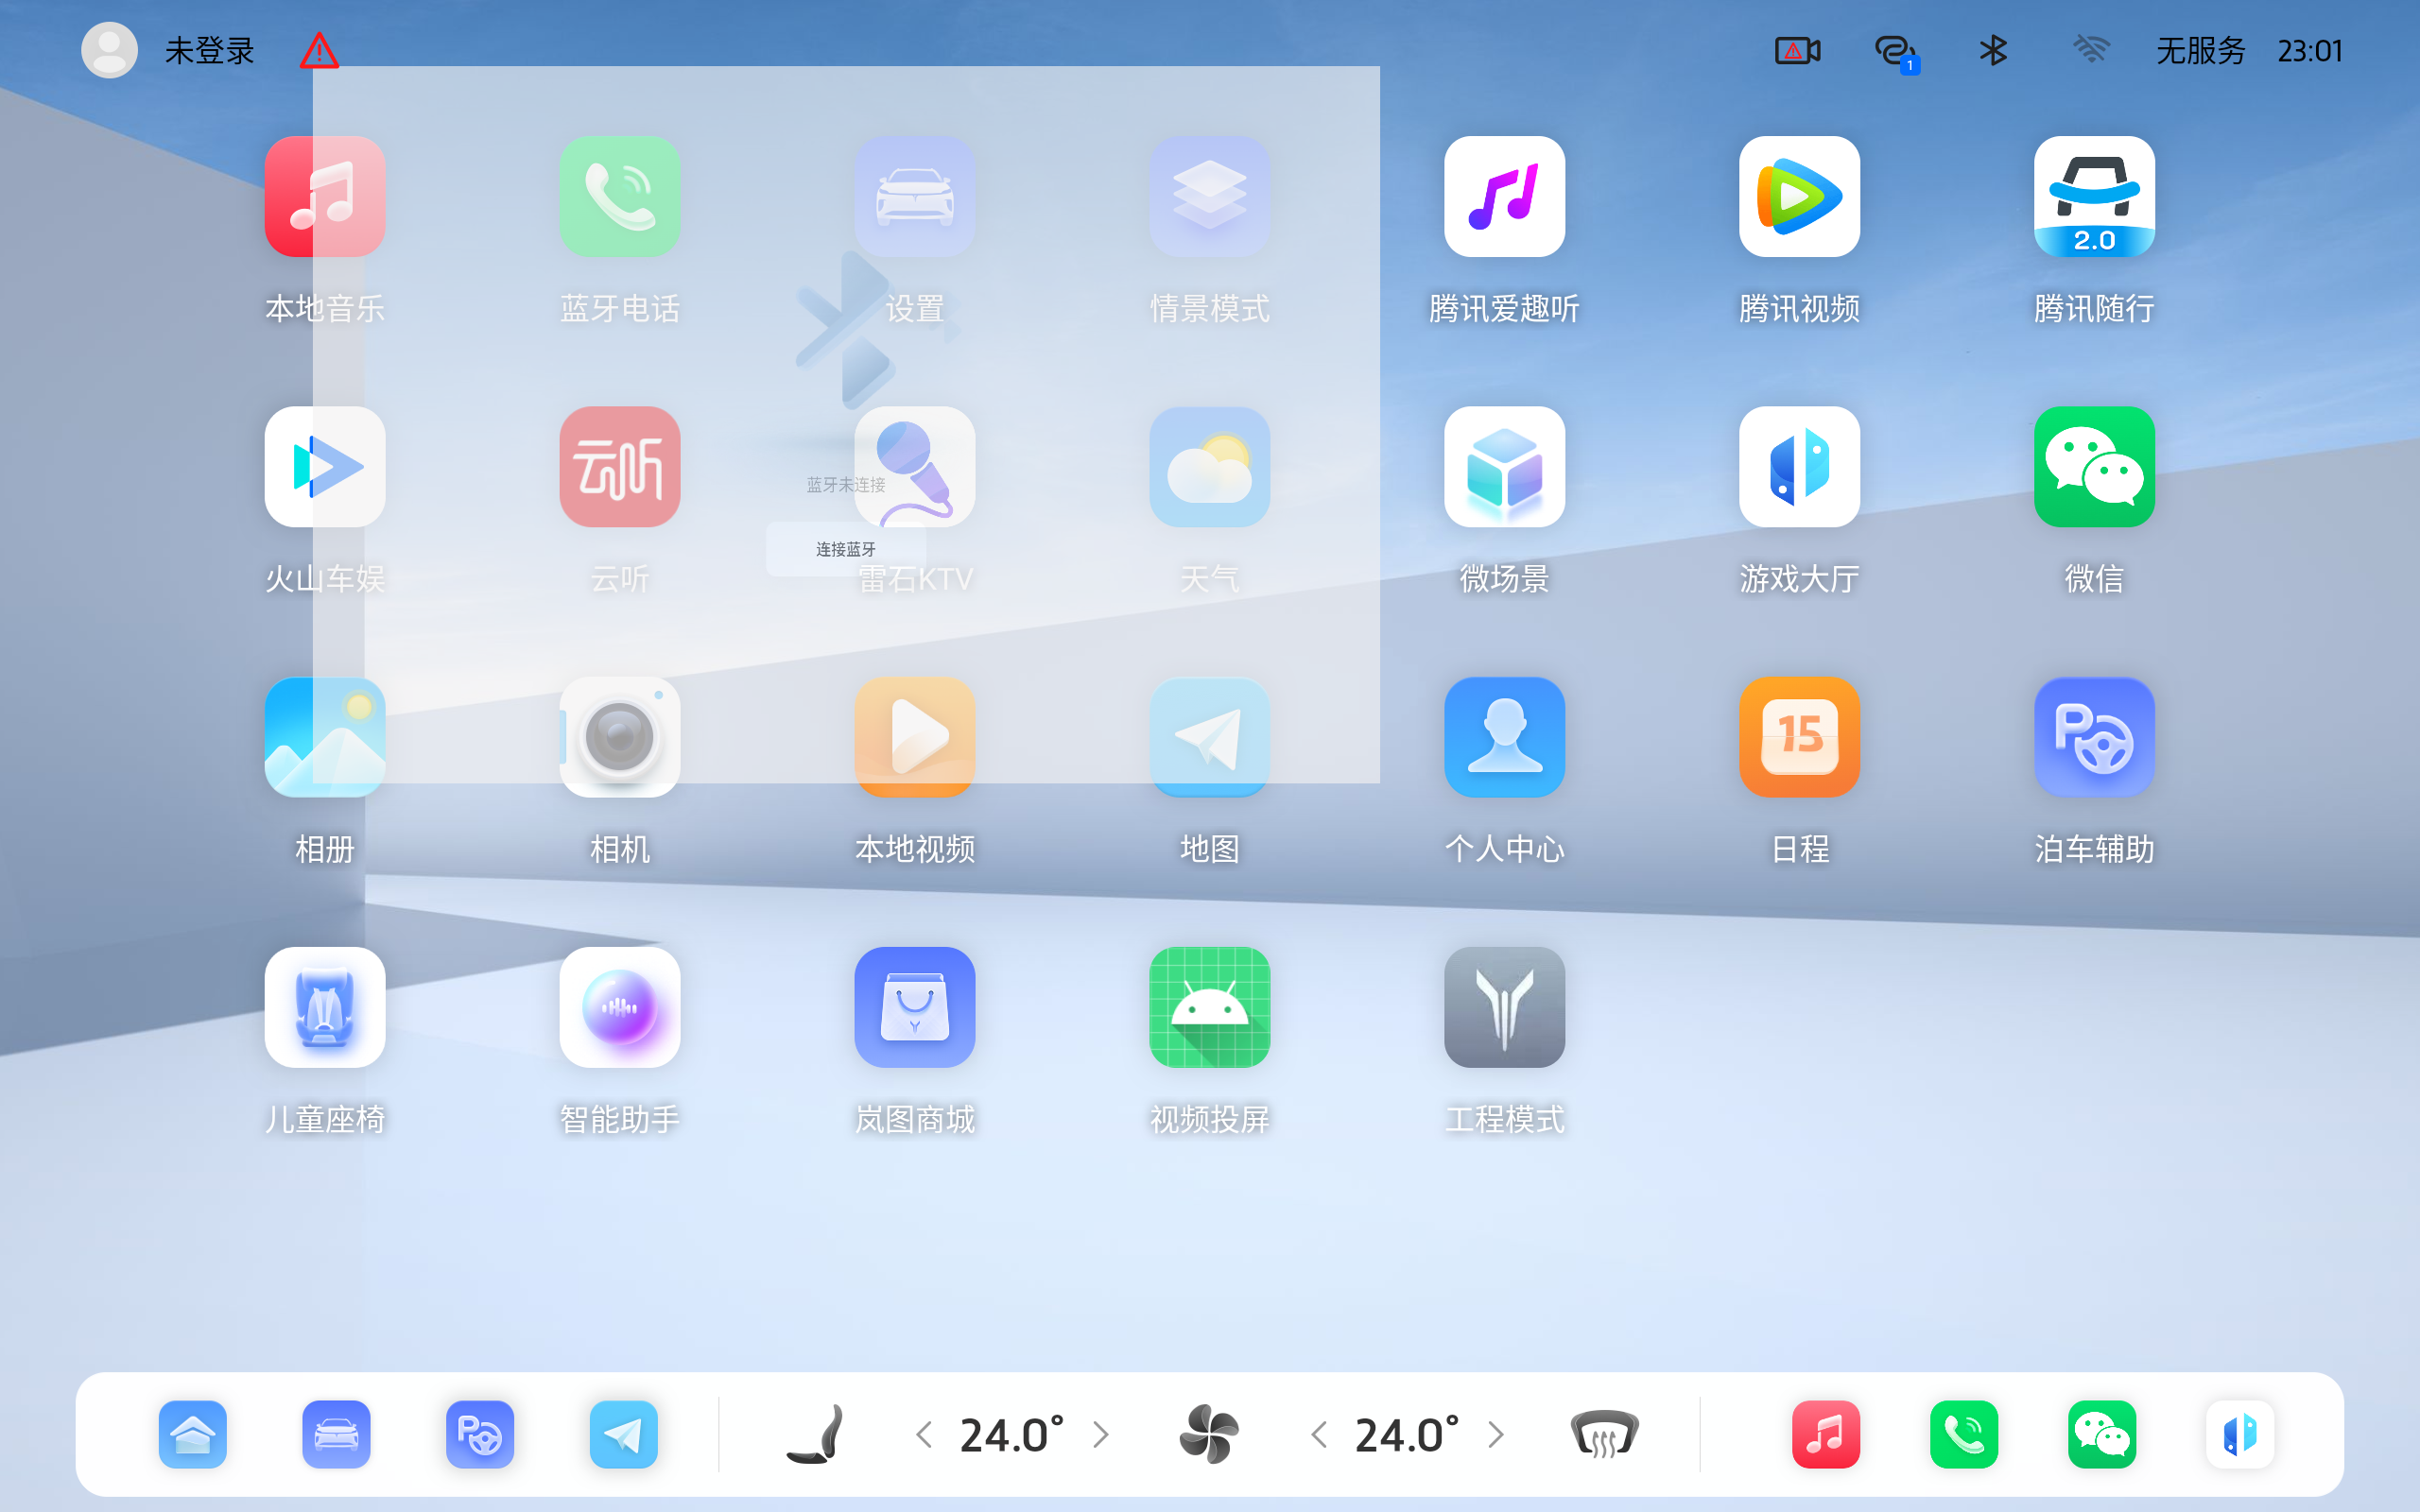 未登录
1
无服务 23:01
2.0
本地音乐 蓝牙电话 设置 情景模式 腾讯爱趣听 腾讯视频 腾讯随行
云听
蓝牙未连接
连接蓝牙
火山车娱 云听 雷石KTV 天气 微场景 游戏大厅 微信
15
P
相册 相机 本地视频 地图 个人中心 日程 泊车辅助
儿童座椅 智能助手 岚图商城 视频投屏 工程模式
P
24.0° 24.0°